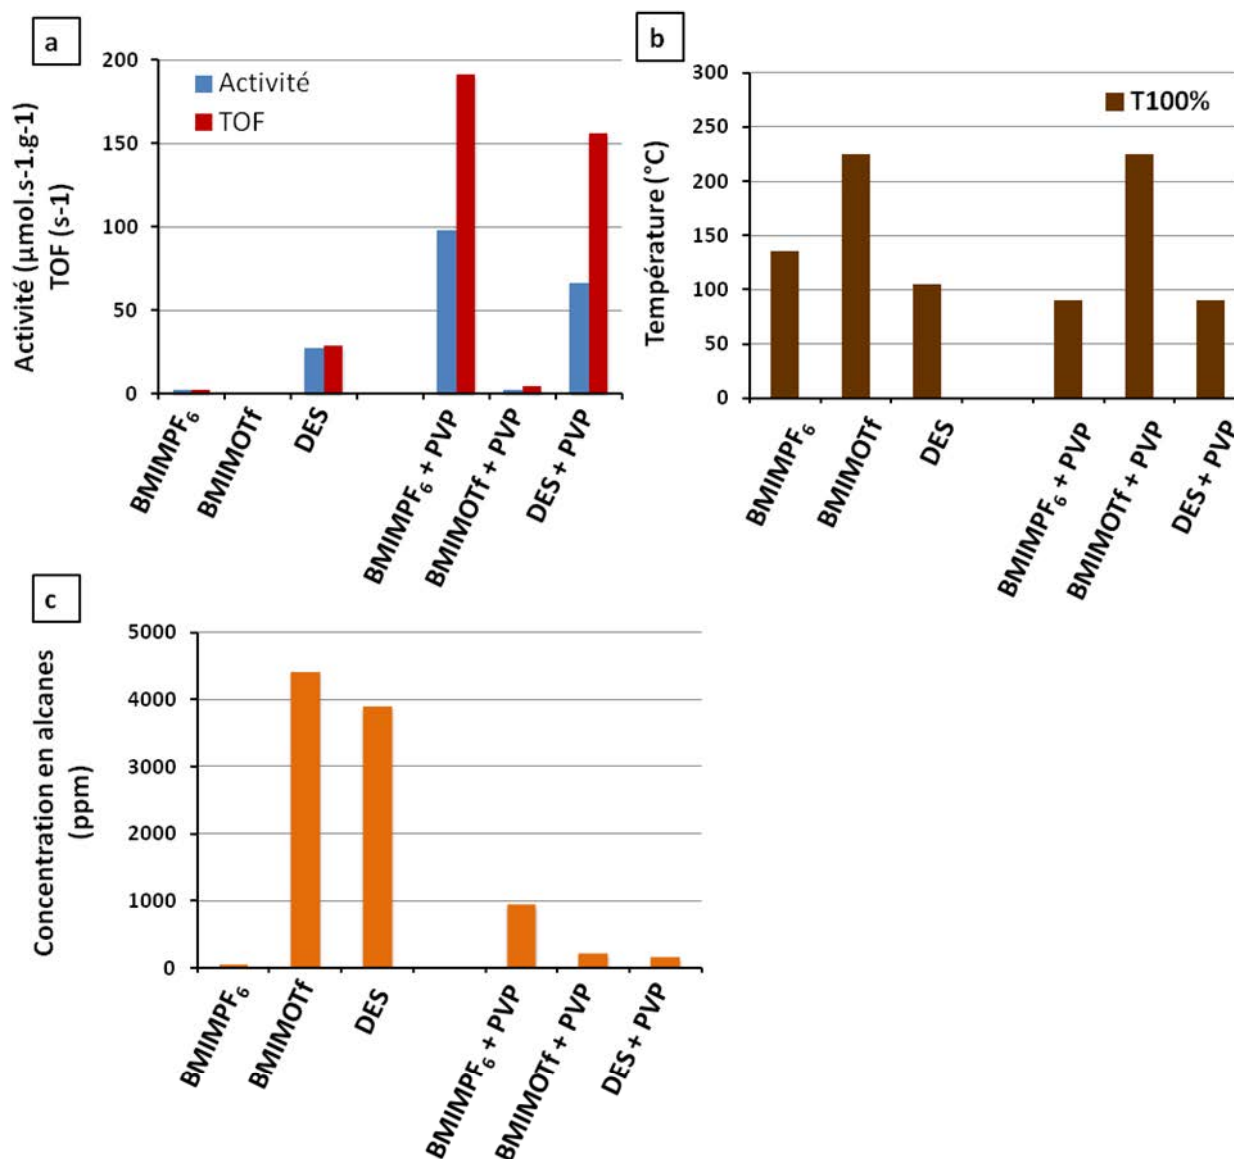 a
Activité (µmol.s-1.g-1)
TOF (s-1)
200
150
100
50
0
Activité
TOF
BMIMPF₆
BMIMOTf
DES
BMIMPF₆ + PVP
BMIMOTf + PVP
DES + PVP
b
Température (°C)
300
250
200
150
100
50
0
T100%
BMIMPF₆
BMIMOTf
DES
BMIMPF₆ + PVP
BMIMOTf + PVP
DES + PVP
c
Concentration en alcanes
(ppm)
5000
4000
3000
2000
1000
0
BMIMPF₆
BMIMOTf
DES
BMIMPF₆ + PVP
BMIMOTf + PVP
DES + PVP